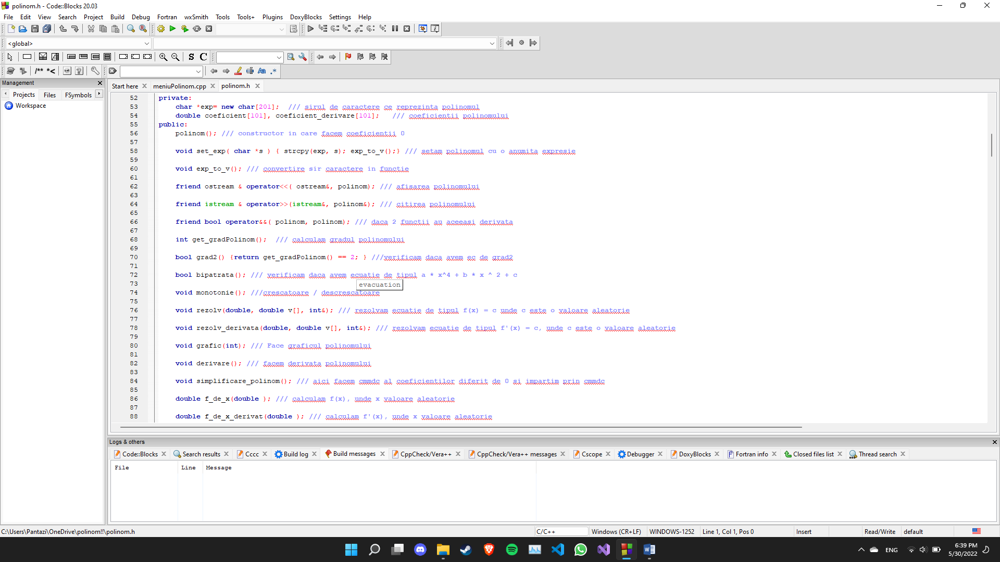 polinom.h - Code::Blocks 20.03
File Edit View Search Project Build Debug Fortran wxSmith Tools Tools+ Plugins DoxyBlocks Settings Help
<global>
S C
/** *<
Aa .*
Management
Projects Files FSymbols
Workspace
Start here meniuPolinom.cpp polinom.h
52 private:
53 char *exp= new char[201]; /// sirul de caractere ce reprezinta polinomul
54 double coeficient[101], coeficient_derivare[101]; /// coeficientii polinomului
55 public:
56 polinom(); /// constructor in care facem coeficientii 0
57
58 void set_exp( char *s ) { strcpy(exp, s); exp_to_v();} /// setam polinomul cu o anumita expresie
59
60 void exp_to_v(); /// convertire sir caractere in functie
61
62 friend ostream & operator<<( ostream&, polinom); /// afisarea polinomului
63
64 friend istream & operator>>(istream&, polinom&); /// citirea polinomului
65
66 friend bool operator&&( polinom, polinom); /// daca 2 functii au aceeasi derivata
67
68 int get_gradPolinom(); /// calculam gradul polinomului
69
70 bool grad2() {return get_gradPolinom() == 2; } ///verificam daca avem ec de grad2
71
72 bool bipatrata(); /// verificam daca avem ecuatie de tipul a * x^4 + b * x ^ 2 + c
73
evacuation
74 void monotonie(); ///crescatoare / descrescatoare
75
76 void rezolv(double, double v[], int&); /// rezolvam ecuatie de tipul f(x) = c unde c este o valoare aleatorie
77
78 void rezolv_derivata(double, double v[], int&); /// rezolvam ecuatie de tipul f'(x) = c, unde c este o valoare aleatorie
79
80 void grafic(int); /// Face graficul polinomului
81
82 void derivare(); /// facem derivata polinomului
83
84 void simplificare_polinom(); /// aici facem cmmdc al coeficientilor diferit de 0 si impartim prin cmmdc
85
86 double f_de_x(double ); /// calculam f(x), unde x valoare aleatorie
87
88 double f_de_x_derivat(double ); /// calculam f'(x), unde x valoare aleatorie
Logs & others
Code::Blocks Search results Cccc Build log Build messages CppCheck/Vera++ CppCheck/Vera++ messages Cscope Debugger DoxyBlocks Fortran info Closed files list Thread search
File Line Message
C:\Users\Pantazi\OneDrive\polinom!!\polinom.h C/C++ Windows (CR+LF) WINDOWS-1252 Line 1, Col 1, Pos 0 Insert Read/Write default
ENG 6:39 PM
5/30/2022